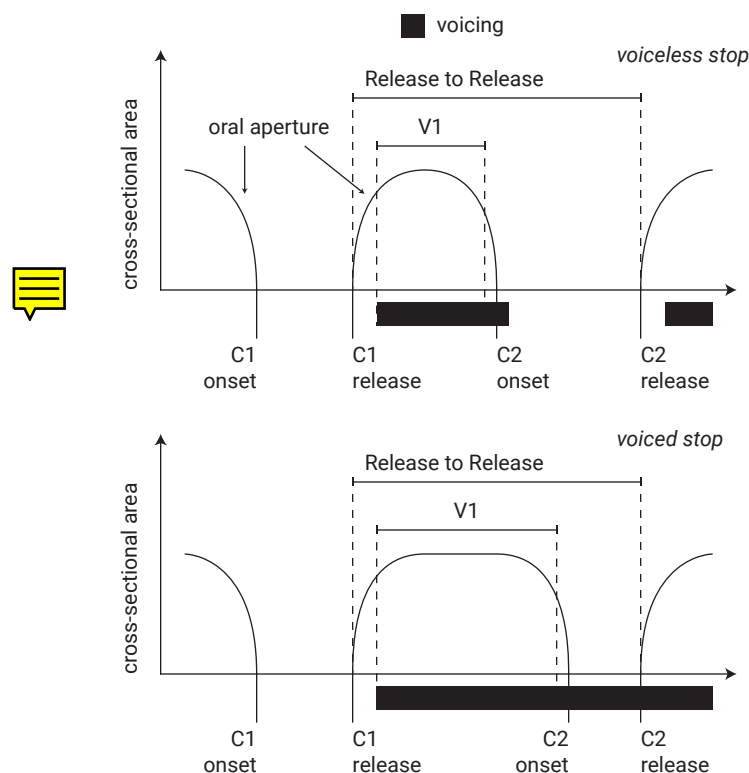 voicing
voiceless stop
Release to Release
oral aperture
V1
cross-sectional area
C1
onset
C1
release
C2
onset
C2
release
voiced stop
Release to Release
V1
cross-sectional area
C1
onset
C1
release
C2
onset
C2
release